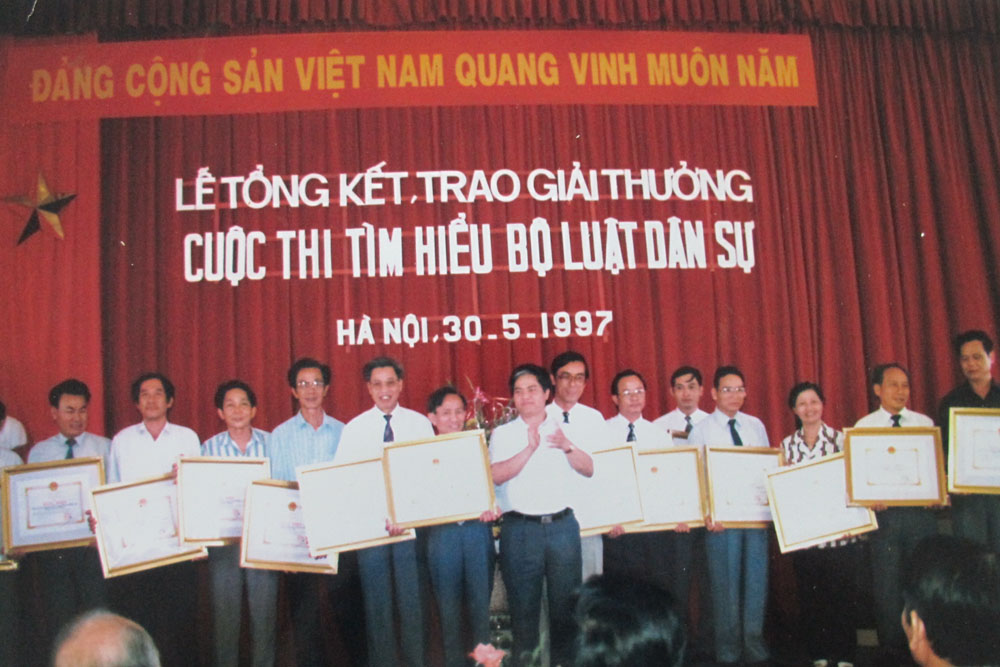 ĐẢNG CỘNG SẢN VIỆT NAM QUANG VINH MUÔN NĂM
LỄ TỔNG KẾT, TRAO GIẢI THƯỞNG
CUỘC THI TÌM HIỂU BỘ LUẬT DÂN SỰ
HÀ NỘI, 30-5-1997